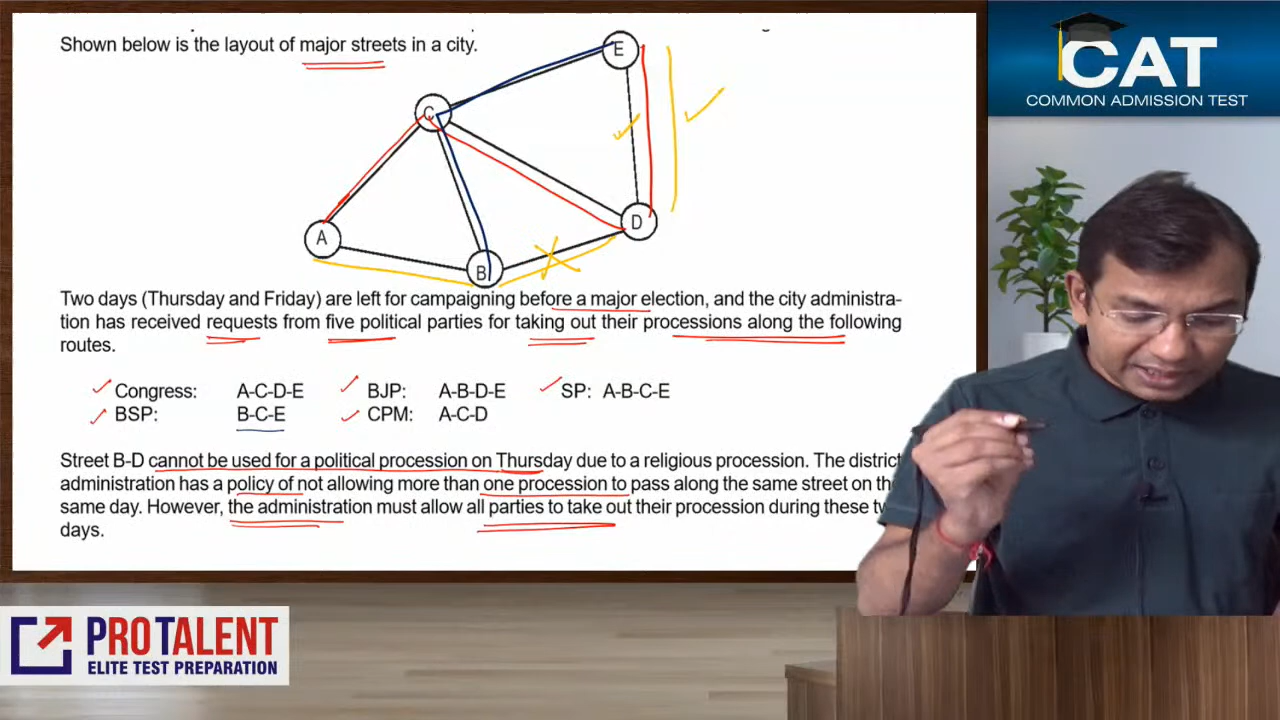 Shown below is the layout of major streets in a city.
E
C
D
A
B
Two days (Thursday and Friday) are left for campaigning before a major election, and the city administra-
tion has received requests from five political parties for taking out their processions along the following
routes.
Congress: A-C-D-E BJP: A-B-D-E SP: A-B-C-E
BSP: B-C-E CPM: A-C-D
Street B-D cannot be used for a political procession on Thursday due to a religious procession. The district
administration has a policy of not allowing more than one procession to pass along the same street on
same day. However, the administration must allow all parties to take out their procession during these
days.
CAT
COMMON ADMISSION TEST
PROTALENT
ELITE TEST PREPARATION